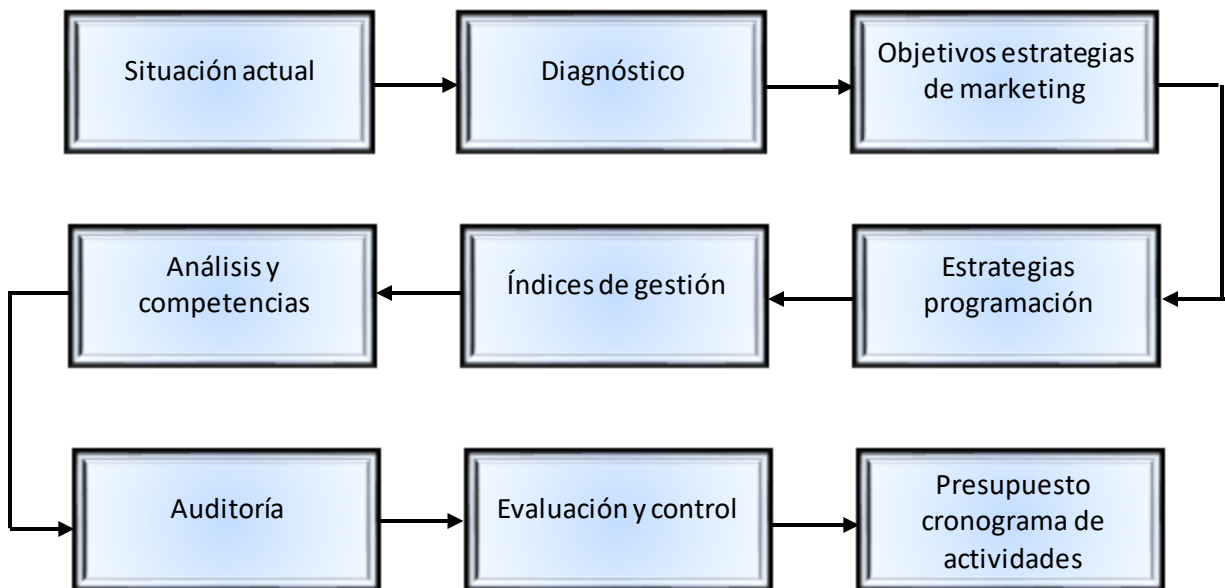 Situación actual
Diagnóstico
Objetivos estrategias
de marketing
Análisis y
competencias
Índices de gestión
Estrategias
programación
Auditoría
Evaluación y control
Presupuesto
cronograma de
actividades